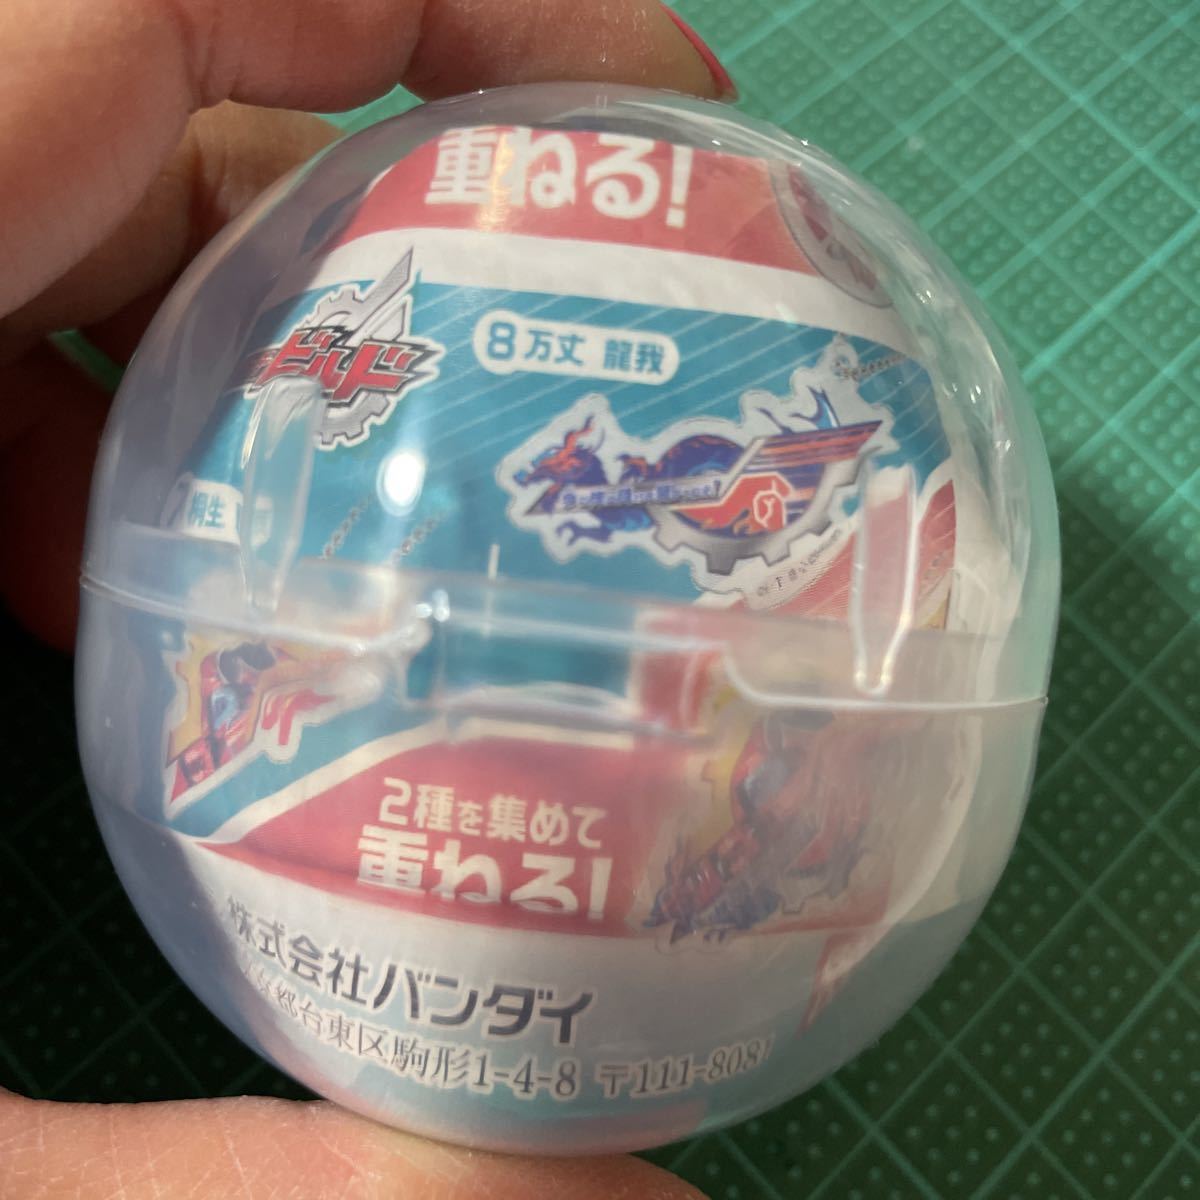 重ねる!
ビルド
8 万丈 龍我
桐生
2種を集めて
重ねる!
株式会社バンダイ
京都台東区駒形1-4-8 〒111-8081